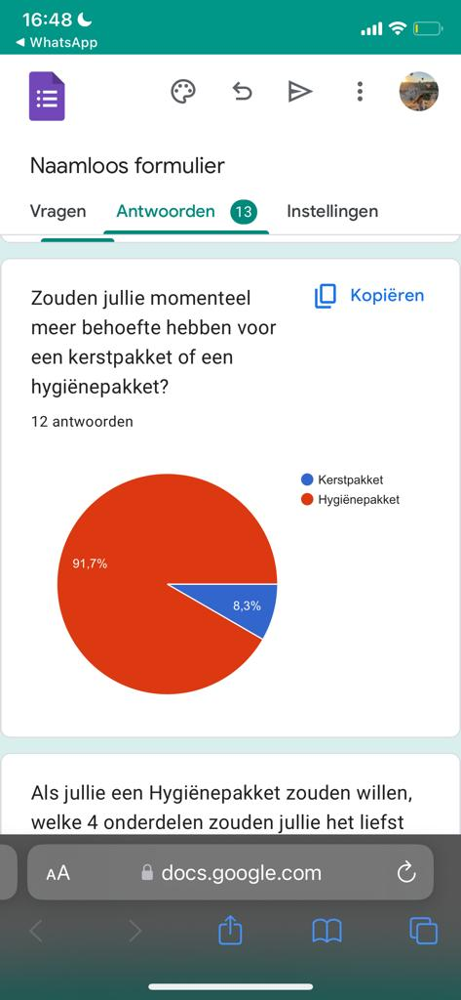 16:48
◀ WhatsApp
Naamloos formulier
Vragen
Antwoorden 13
Instellingen
Zouden jullie momenteel
meer behoefte hebben voor
een kerstpakket of een
hygiënepakket?
Kopiëren
12 antwoorden
Kerstpakket
Hygiënepakket
91,7%
8,3%
Als jullie een Hygiënepakket zouden willen,
welke 4 onderdelen zouden jullie het liefst
AA
docs.google.com